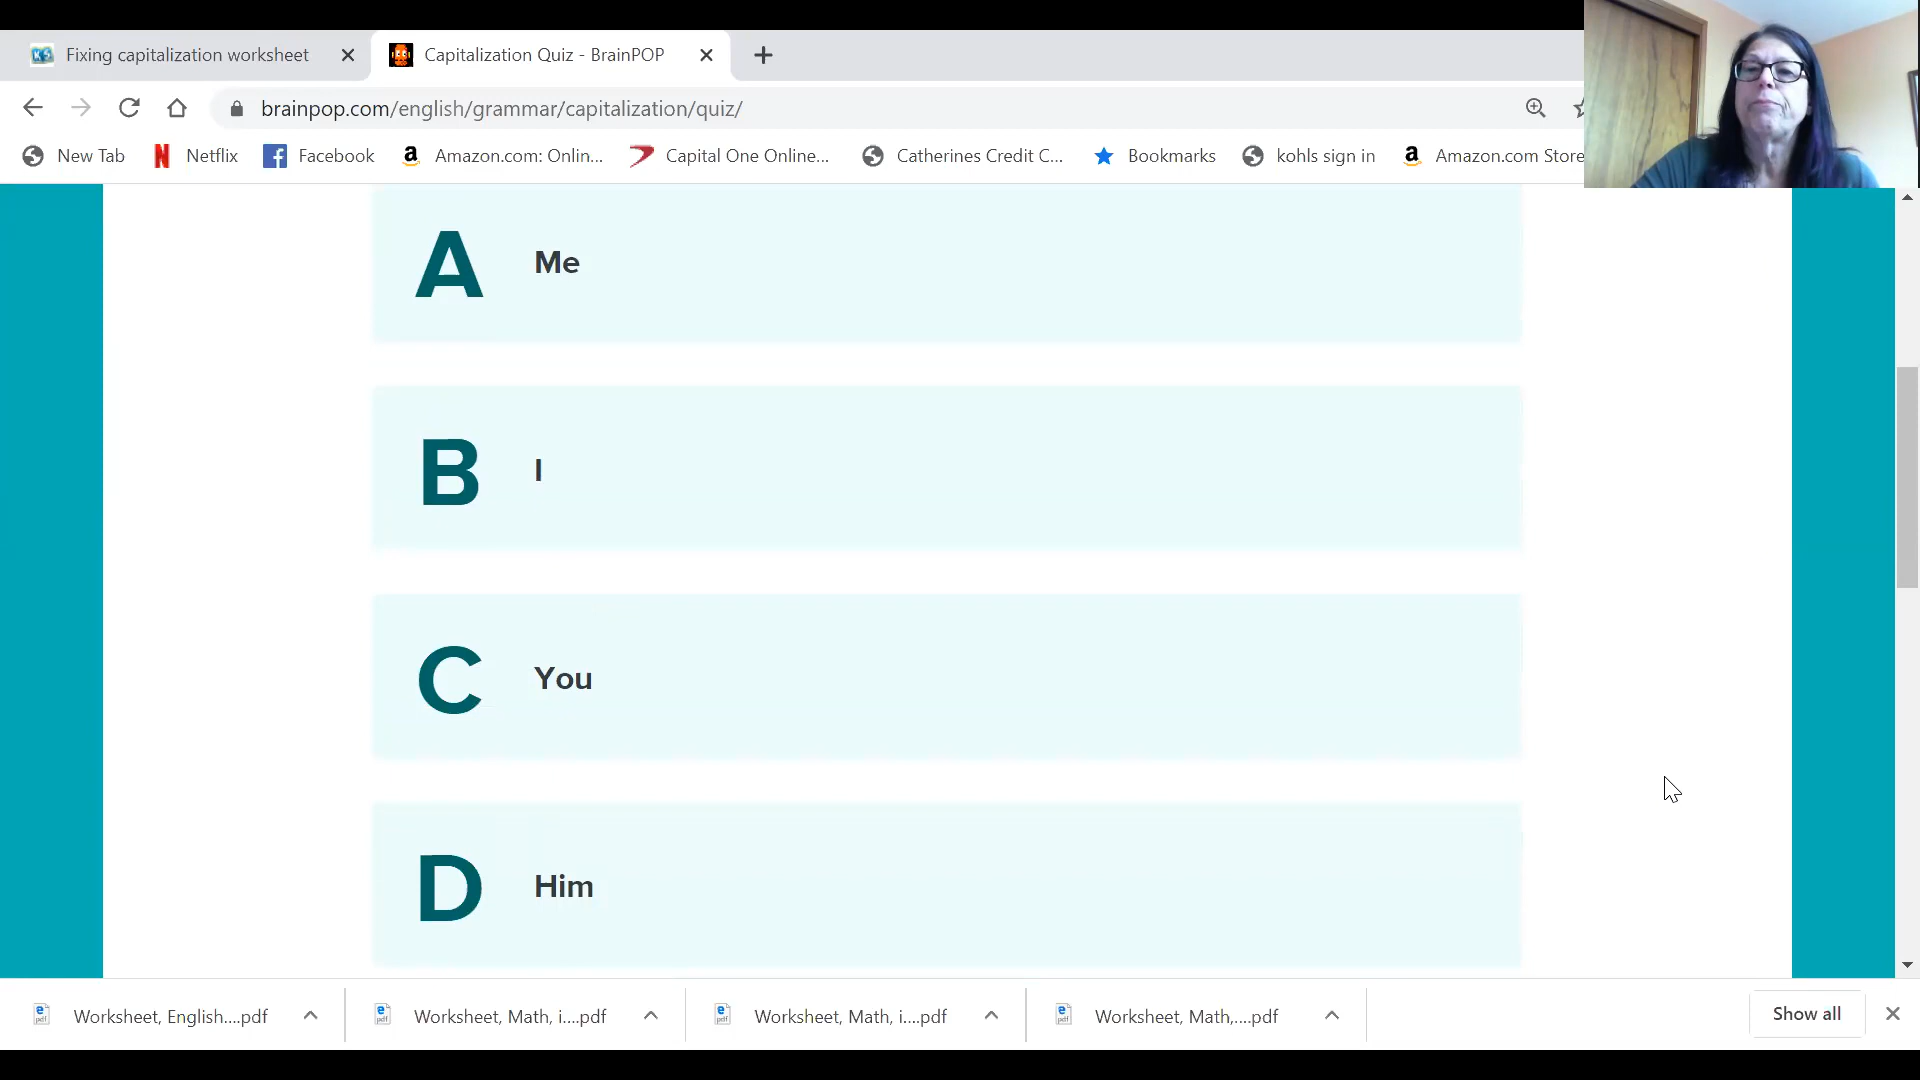 Fixing capitalization worksheet
Capitalization Quiz - BrainPOP
brainpop.com/english/grammar/capitalization/quiz/
New Tab
Netflix
Facebook
Amazon.com: Onlin...
Capital One Online...
Catherines Credit C...
Bookmarks
kohls sign in
Amazon.com Store
A Me
B I
C You
D Him
Worksheet, English....pdf
Worksheet, Math, i....pdf
Worksheet, Math, i....pdf
Worksheet, Math,....pdf
Show all